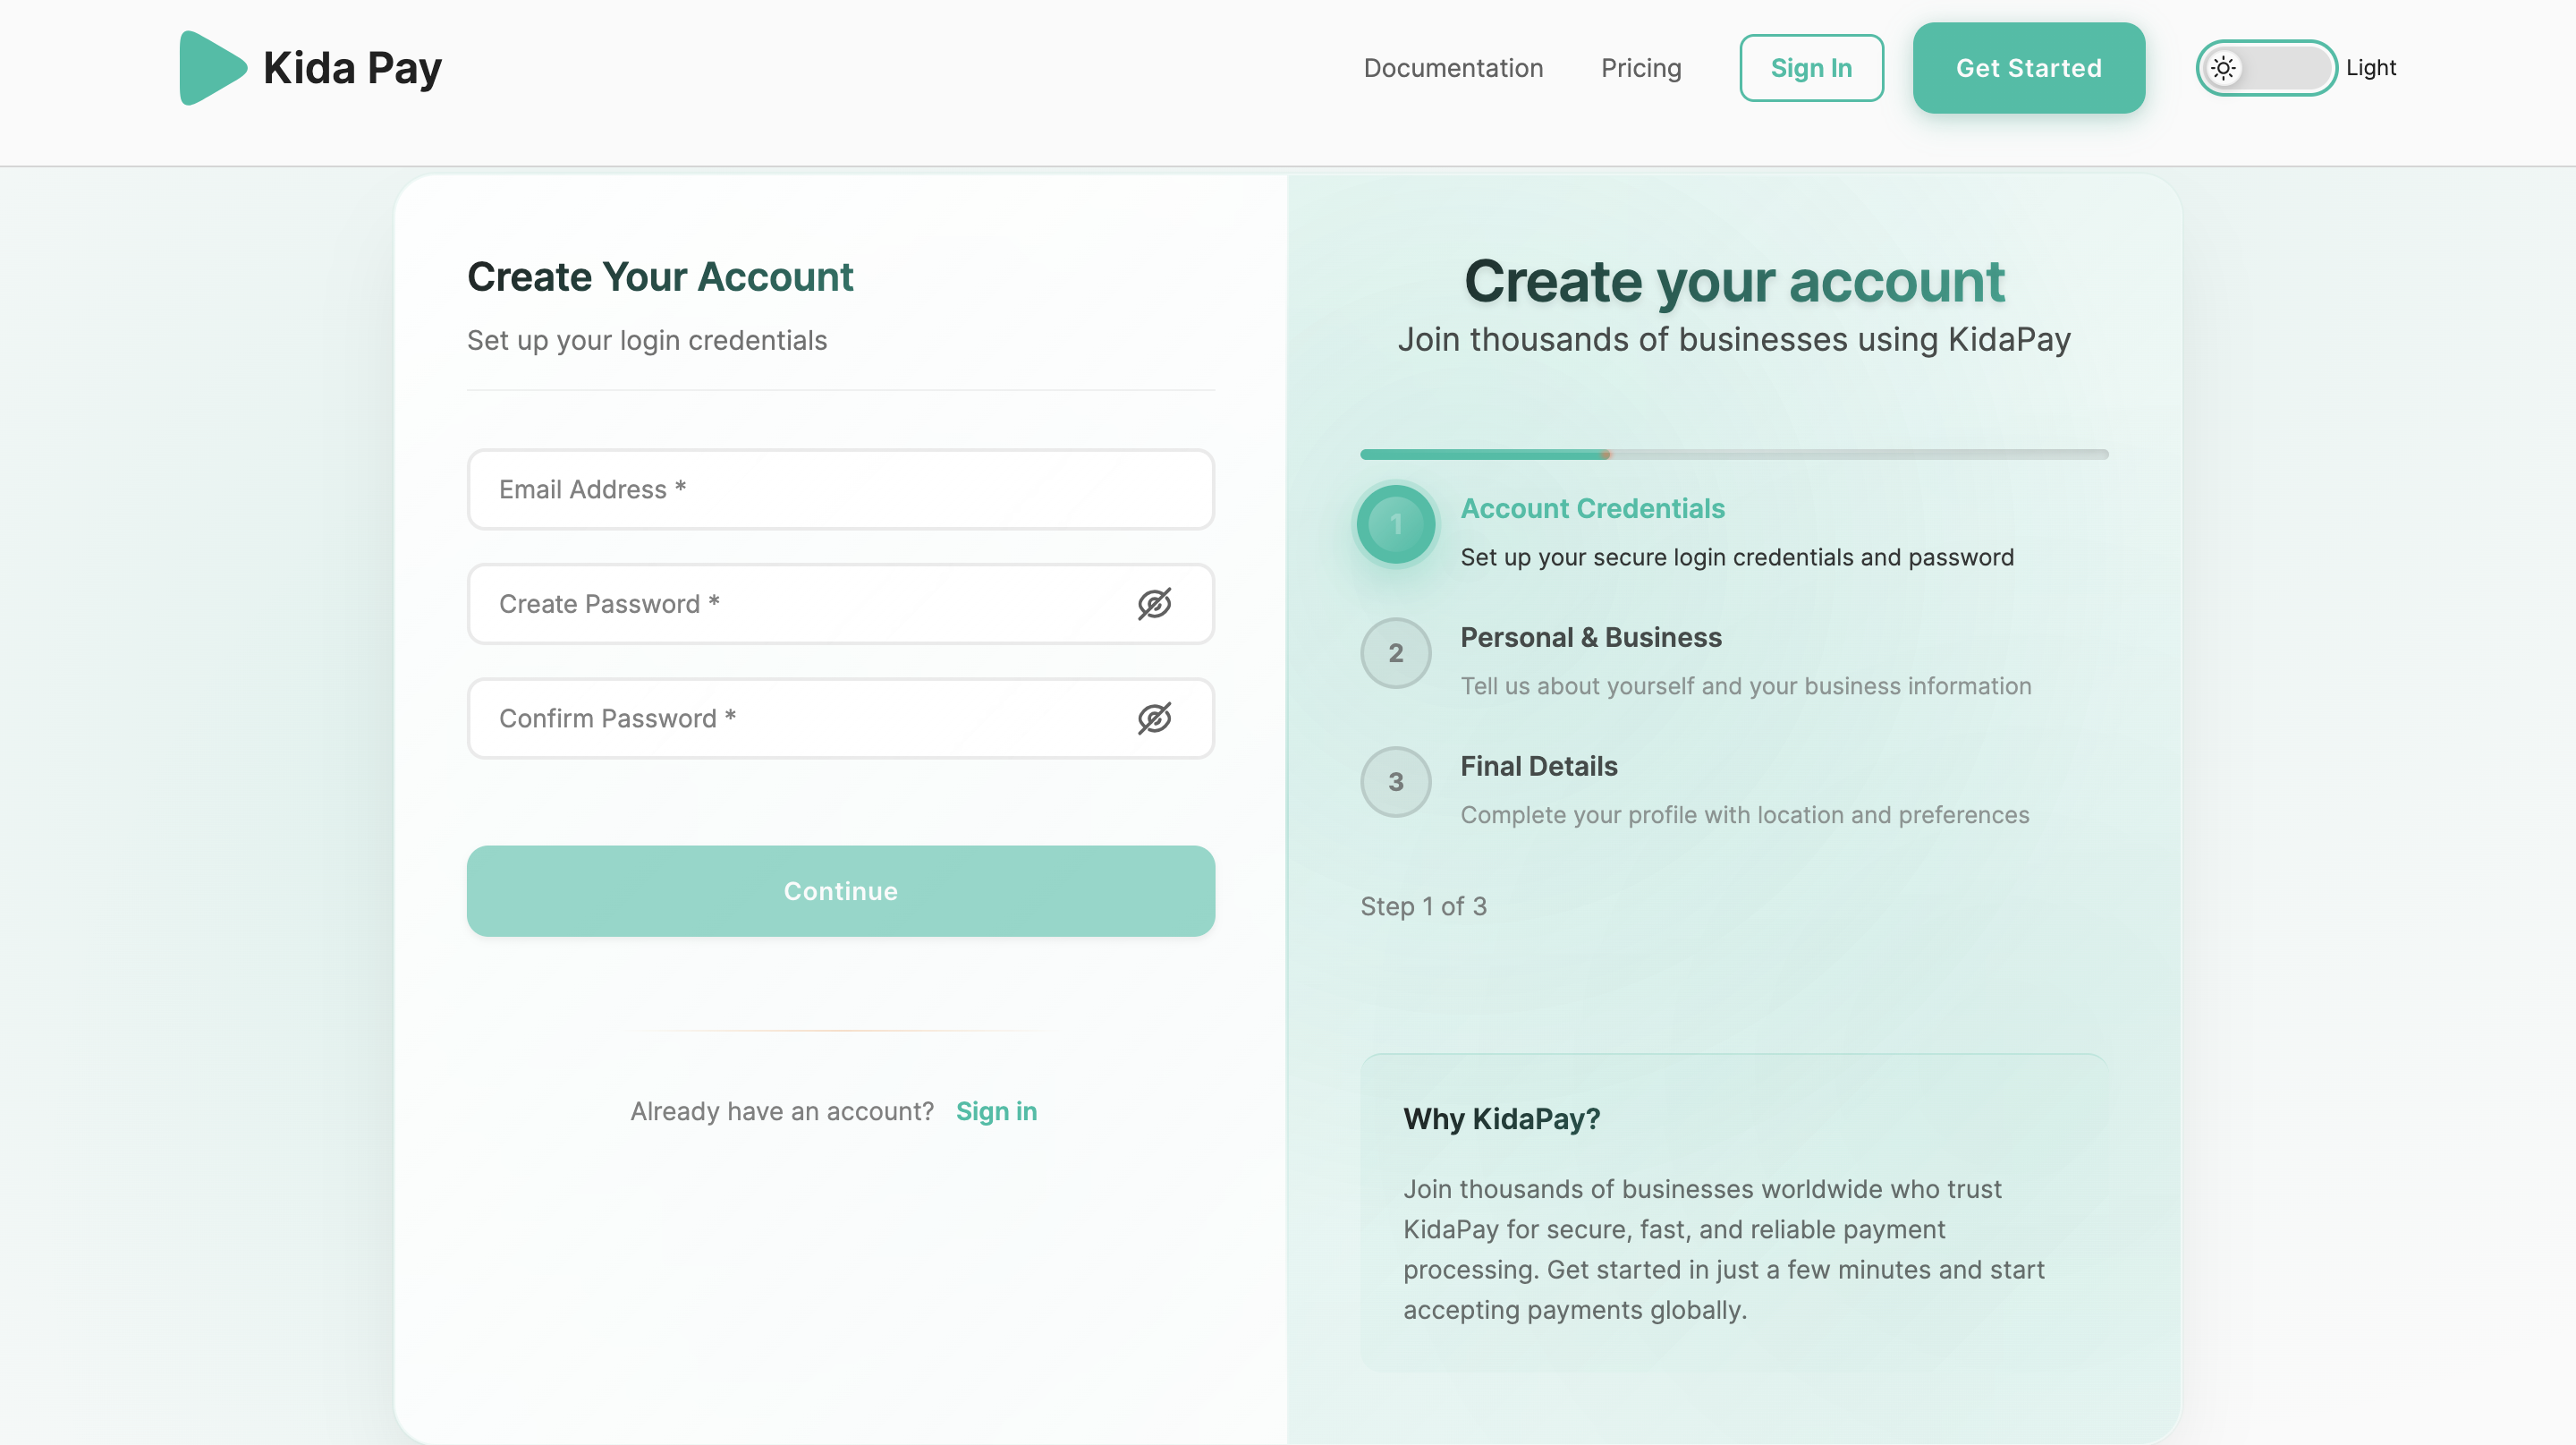 Kida Pay
Documentation
Pricing
Sign In
Get Started
Light
Create Your Account
Set up your login credentials
Email Address *
Create Password *
Confirm Password *
Continue
Already have an account? Sign in
Create your account
Join thousands of businesses using KidaPay
1
Account Credentials
Set up your secure login credentials and password
2
Personal & Business
Tell us about yourself and your business information
3
Final Details
Complete your profile with location and preferences
Step 1 of 3
Why KidaPay?
Join thousands of businesses worldwide who trust
KidaPay for secure, fast, and reliable payment
processing. Get started in just a few minutes and start
accepting payments globally.